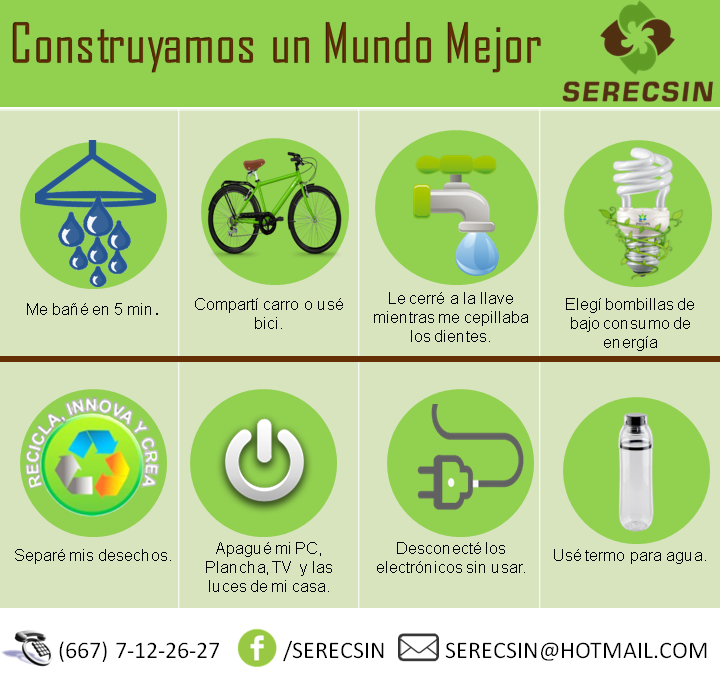 Construyamos un Mundo Mejor
SERECSIN
Me bañé en 5 min.
Compartí carro o usé
bici.
Le cerré a la llave
mientras me cepillaba
los dientes.
Elegí bombillas de
bajo consumo de
energía
RECICLA, INNOVA Y CREA
Separé mis desechos.
Apagué mi PC,
Plancha, TV y las
luces de mi casa.
Desconecté los
electrónicos sin usar.
Usé termo para agua.
(667) 7-12-26-27
f /SERECSIN
SERECSIN@HOTMAIL.COM